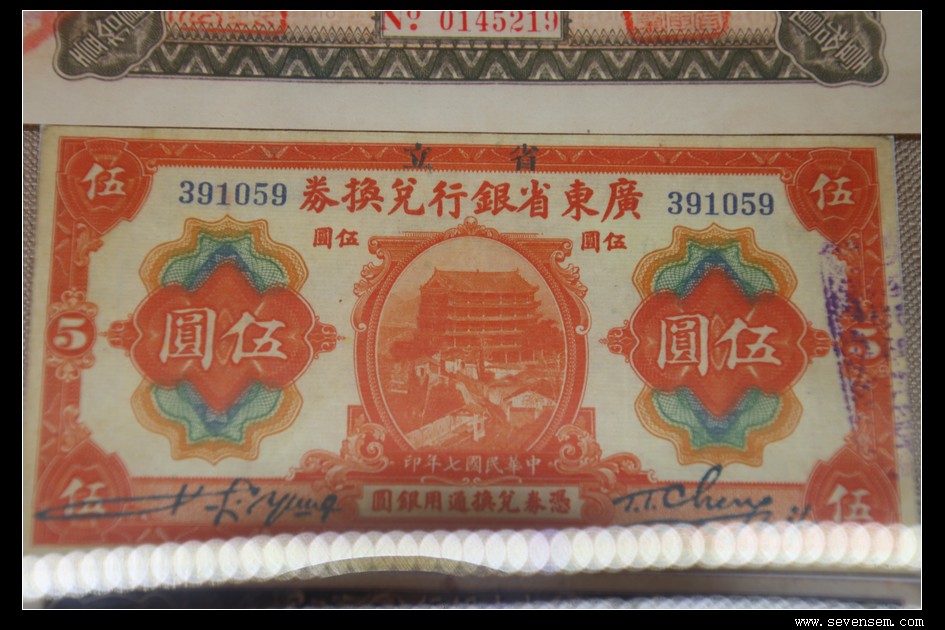 No 0145219
立 省
伍 伍
391059 廣東省銀行兌換券 391059
伍圓 伍圓
伍圓 伍圓
5 5
中華民國七年印
憑券兌換通用銀圓
伍 伍
www.sevensem.com